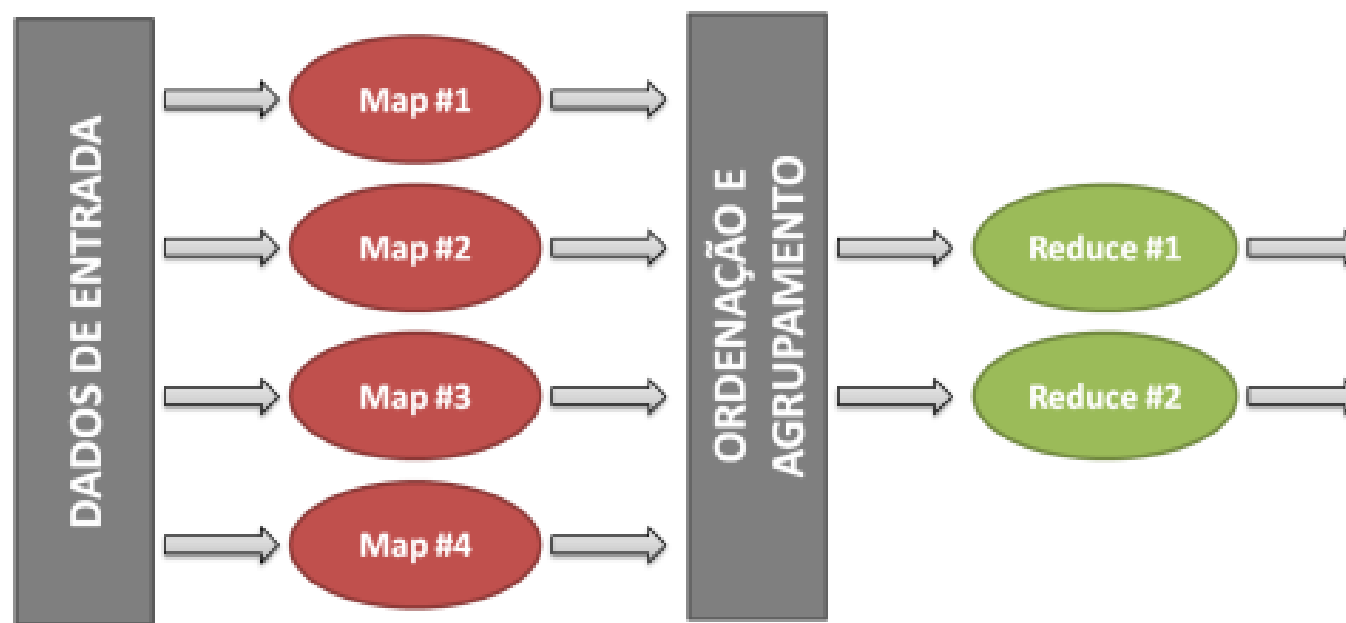 DADOS DE ENTRADA
Map #1
Map #2
Map #3
Map #4
ORDENAÇÃO E
AGRUPAMENTO
Reduce #1
Reduce #2